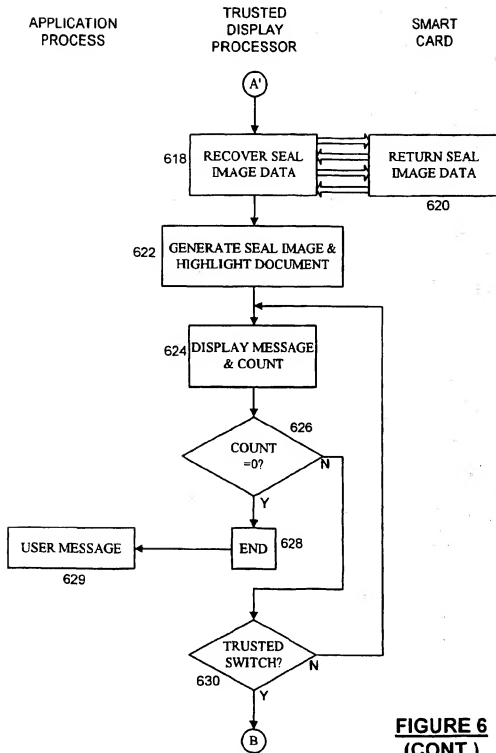 APPLICATION
PROCESS
TRUSTED
DISPLAY
PROCESSOR
SMART
CARD
A'
618
RECOVER SEAL
IMAGE DATA
RETURN SEAL
IMAGE DATA
620
622
GENERATE SEAL IMAGE &
HIGHLIGHT DOCUMENT
624
DISPLAY MESSAGE
& COUNT
626
COUNT
=0?
N
Y
USER MESSAGE
629
END
628
TRUSTED
SWITCH?
N
630
Y
B
FIGURE 6
(CONT.)